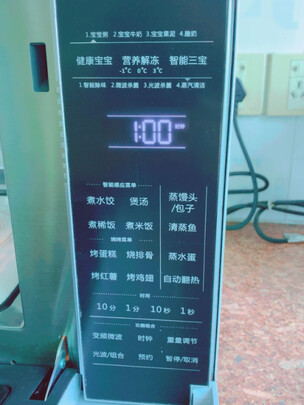 1.宝宝粥 2.宝宝牛奶 3.宝宝果泥 4.酸奶
健康宝宝 营养解冻 智能三宝
-1℃ 0℃ 3℃
1.智能除味 2.微波杀菌 3.光波杀菌 4.蒸汽清洁
1:00 时钟
智能感应菜单
煮水饺 煲汤 蒸馒头/包子
煮稀饭 煮米饭 清蒸鱼
烧烤菜单
烤蛋糕 烧排骨 蒸水蛋
烤红薯 烤鸡翅 自动翻热
时间
10分 1分 10秒 1秒
功能组合
变频微波 时钟 重量调节
光波/组合 预约 暂停/取消